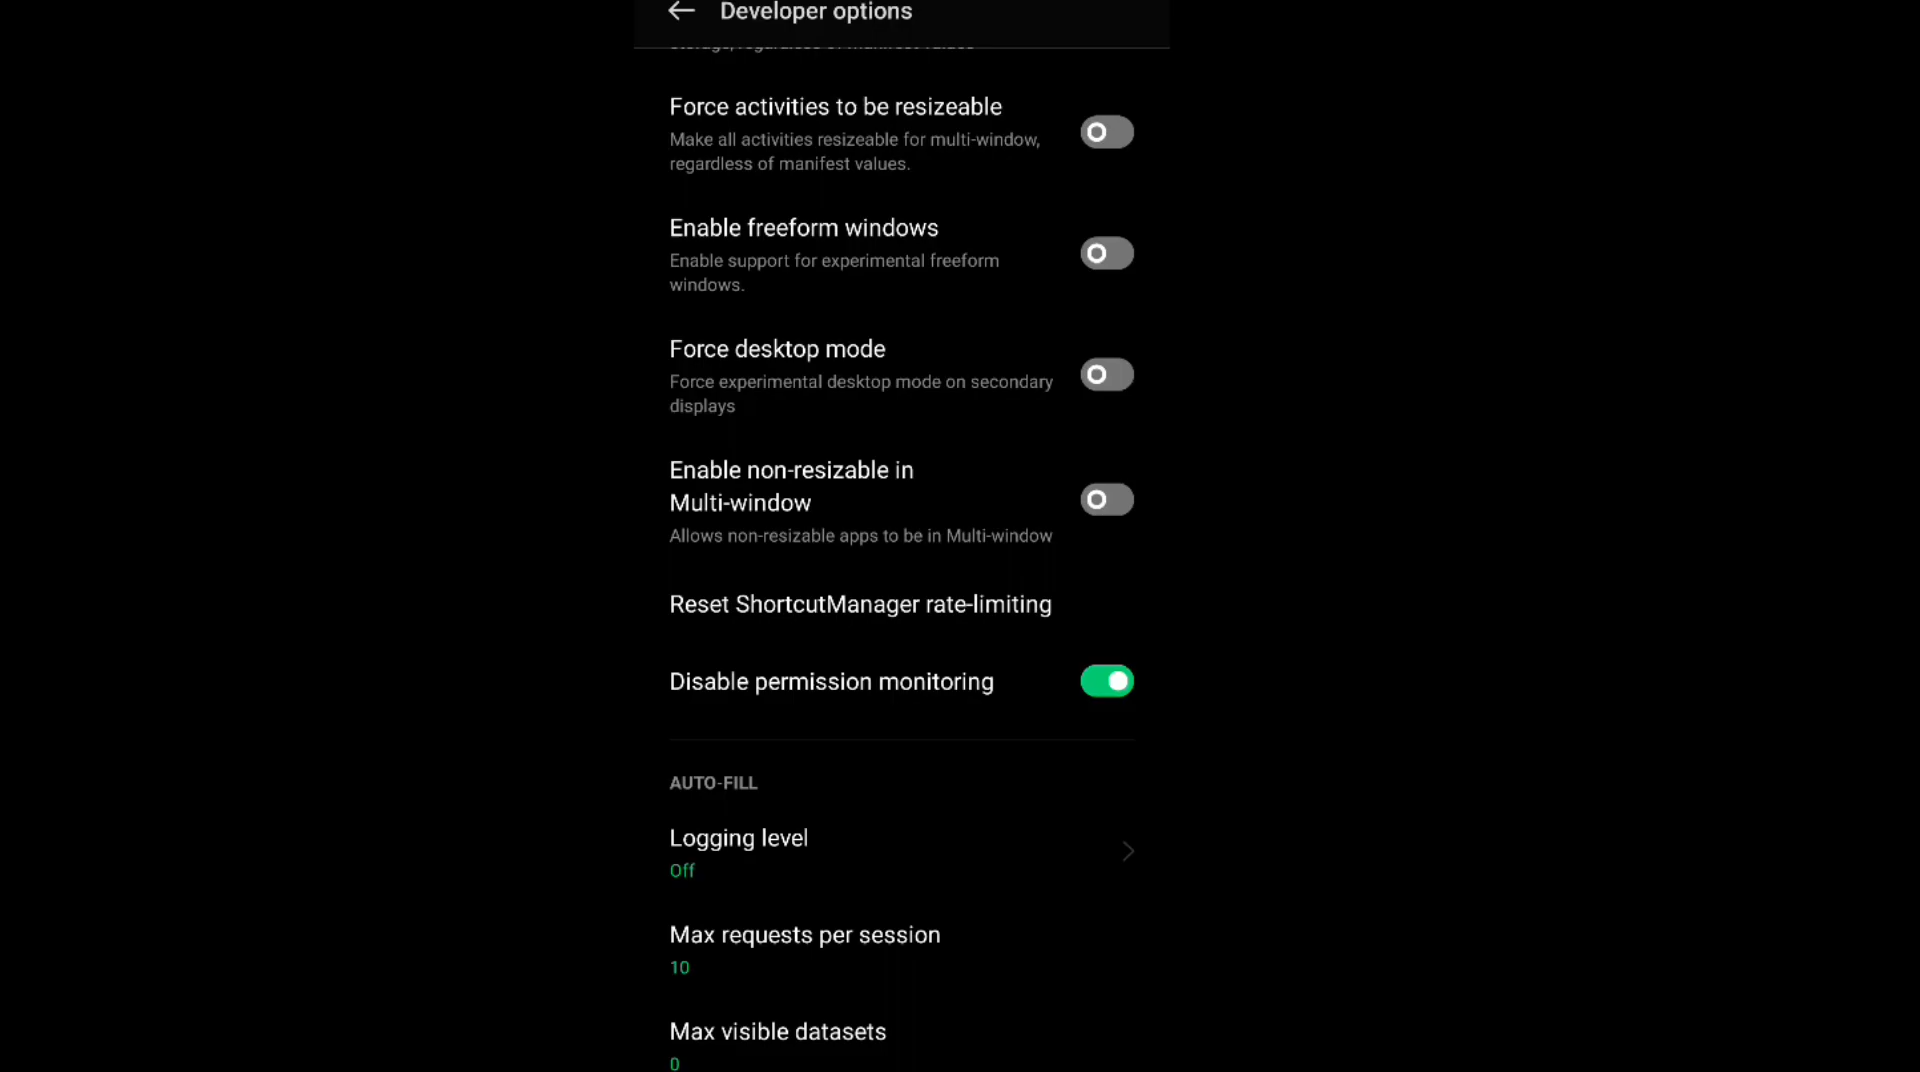 Developer options
Force activities to be resizeable
Make all activities resizeable for multi-window,
regardless of manifest values.
Enable freeform windows
Enable support for experimental freeform
windows.
Force desktop mode
Force experimental desktop mode on secondary
displays
Enable non-resizable in
Multi-window
Allows non-resizable apps to be in Multi-window
Reset ShortcutManager rate-limiting
Disable permission monitoring
AUTO-FILL
Logging level
Off
Max requests per session
10
Max visible datasets
0